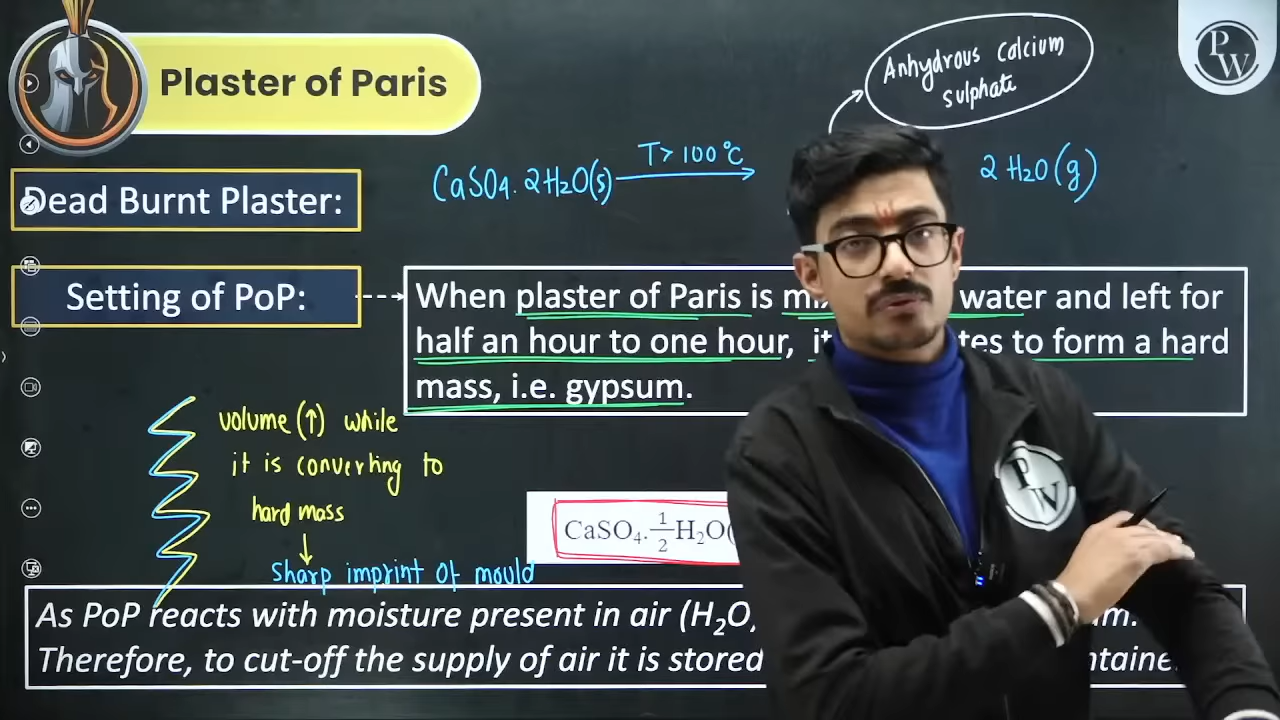 Plaster of Paris
Anhydrous calcium
sulphate
PW
CaSO₄.2H₂O(s)
T> 100°C
2H₂O(g)
Dead Burnt Plaster:
Setting of PoP:
When plaster of Paris is water and left for
half an hour to one hour, to form a hard
mass, i.e. gypsum.
volume (↑) while
it is converting to
hard mass
sharp imprint of mould
CaSO₄.½H₂O(
PW
As PoP reacts with moisture present in air (H₂O,
Therefore, to cut-off the supply of air it is stored